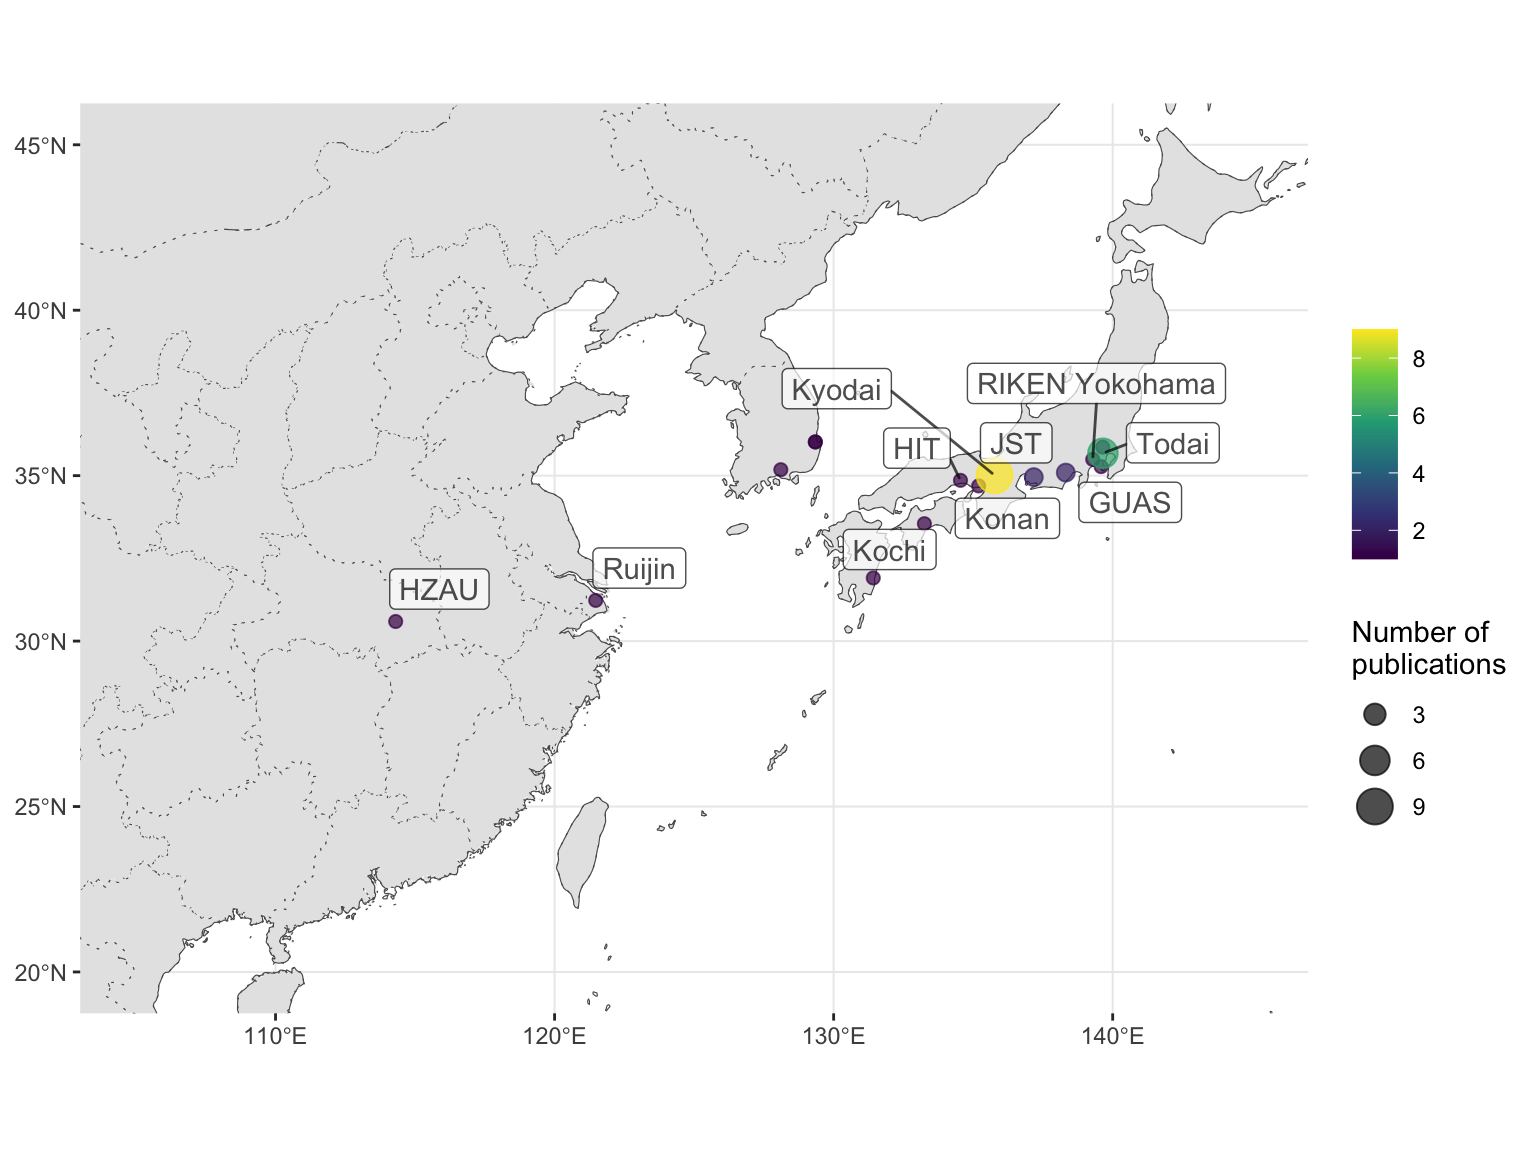 45°N
40°N
35°N
30°N
25°N
20°N
110°E
120°E
130°E
140°E
RIKEN Yokohama
Kyodai
HIT
JST
Todai
GUAS
Konan
Kochi
Ruijin
HZAU
8
6
4
2
Number of
publications
3
6
9